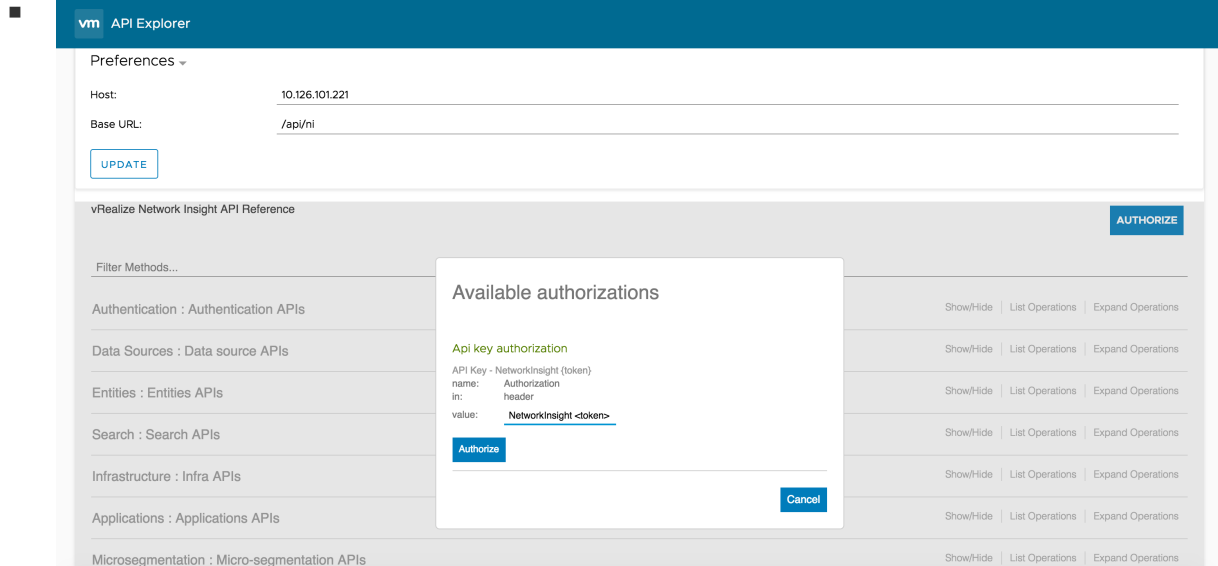 vm API Explorer
Preferences
Host: 10.126.101.221
Base URL: /api/ni
UPDATE
vRealize Network Insight API Reference
AUTHORIZE
Filter Methods...
Authentication : Authentication APIs Show/Hide List Operations Expand Operations
Data Sources : Data source APIs Show/Hide List Operations Expand Operations
Entities : Entities APIs Show/Hide List Operations Expand Operations
Search : Search APIs Show/Hide List Operations Expand Operations
Infrastructure : Infra APIs Show/Hide List Operations Expand Operations
Applications : Applications APIs Show/Hide List Operations Expand Operations
Microsegmentation : Micro-segmentation APIs Show/Hide List Operations Expand Operations
Available authorizations
Api key authorization
API Key - NetworkInsight {token}
name: Authorization
in: header
value: NetworkInsight <token>
Authorize
Cancel